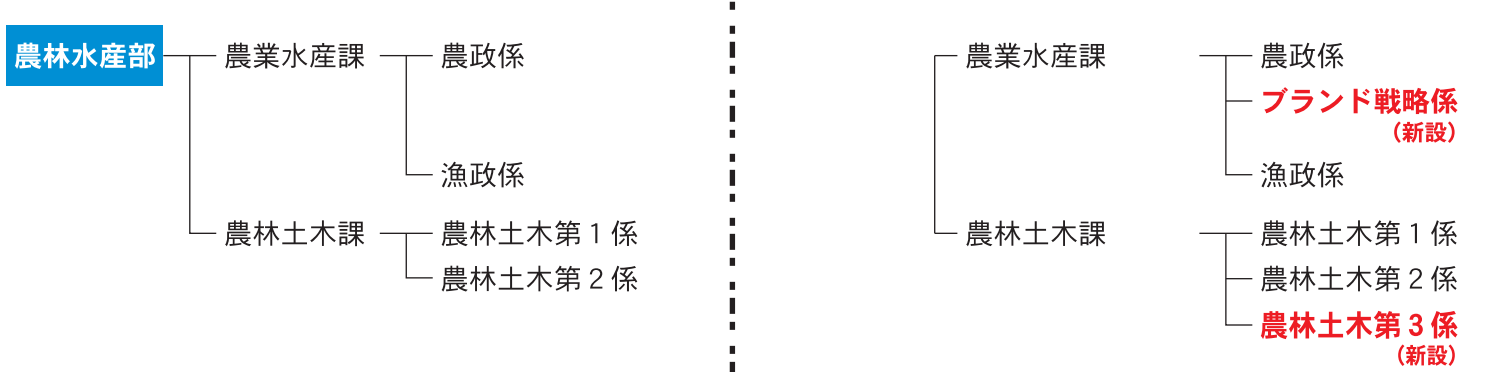 農林水産部
農業水産課
農政係
漁政係
農林土木課
農林土木第1係
農林土木第2係
農業水産課
農政係
ブランド戦略係
（新設）
漁政係
農林土木課
農林土木第1係
農林土木第2係
農林土木第3係
（新設）